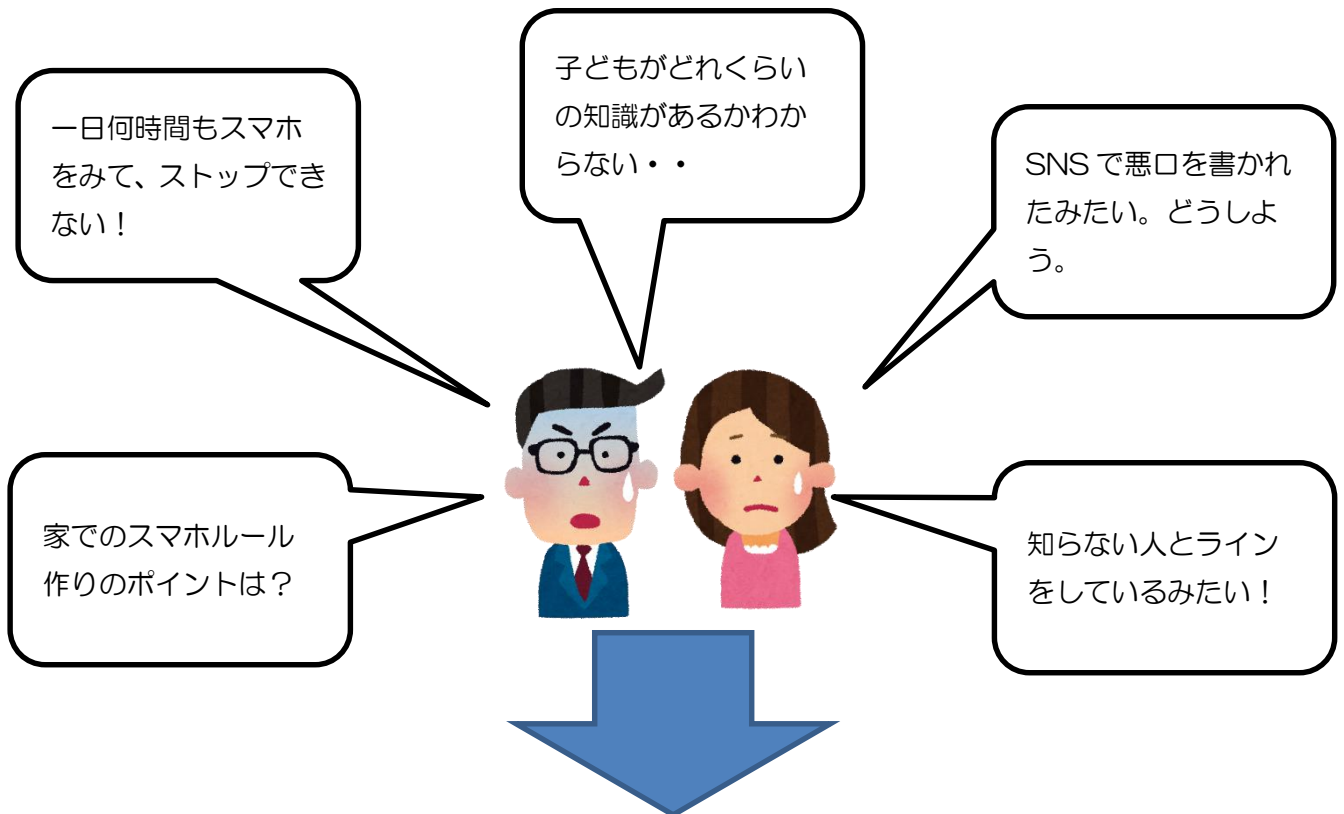 子どもがどれくらい
の知識があるかわか
らない・・
一日何時間もスマホ
をみて、ストップでき
ない！
SNS で悪口を書かれ
たみたい。どうしよ
う。
家でのスマホルール
作りのポイントは？
知らない人とライン
をしているみたい！